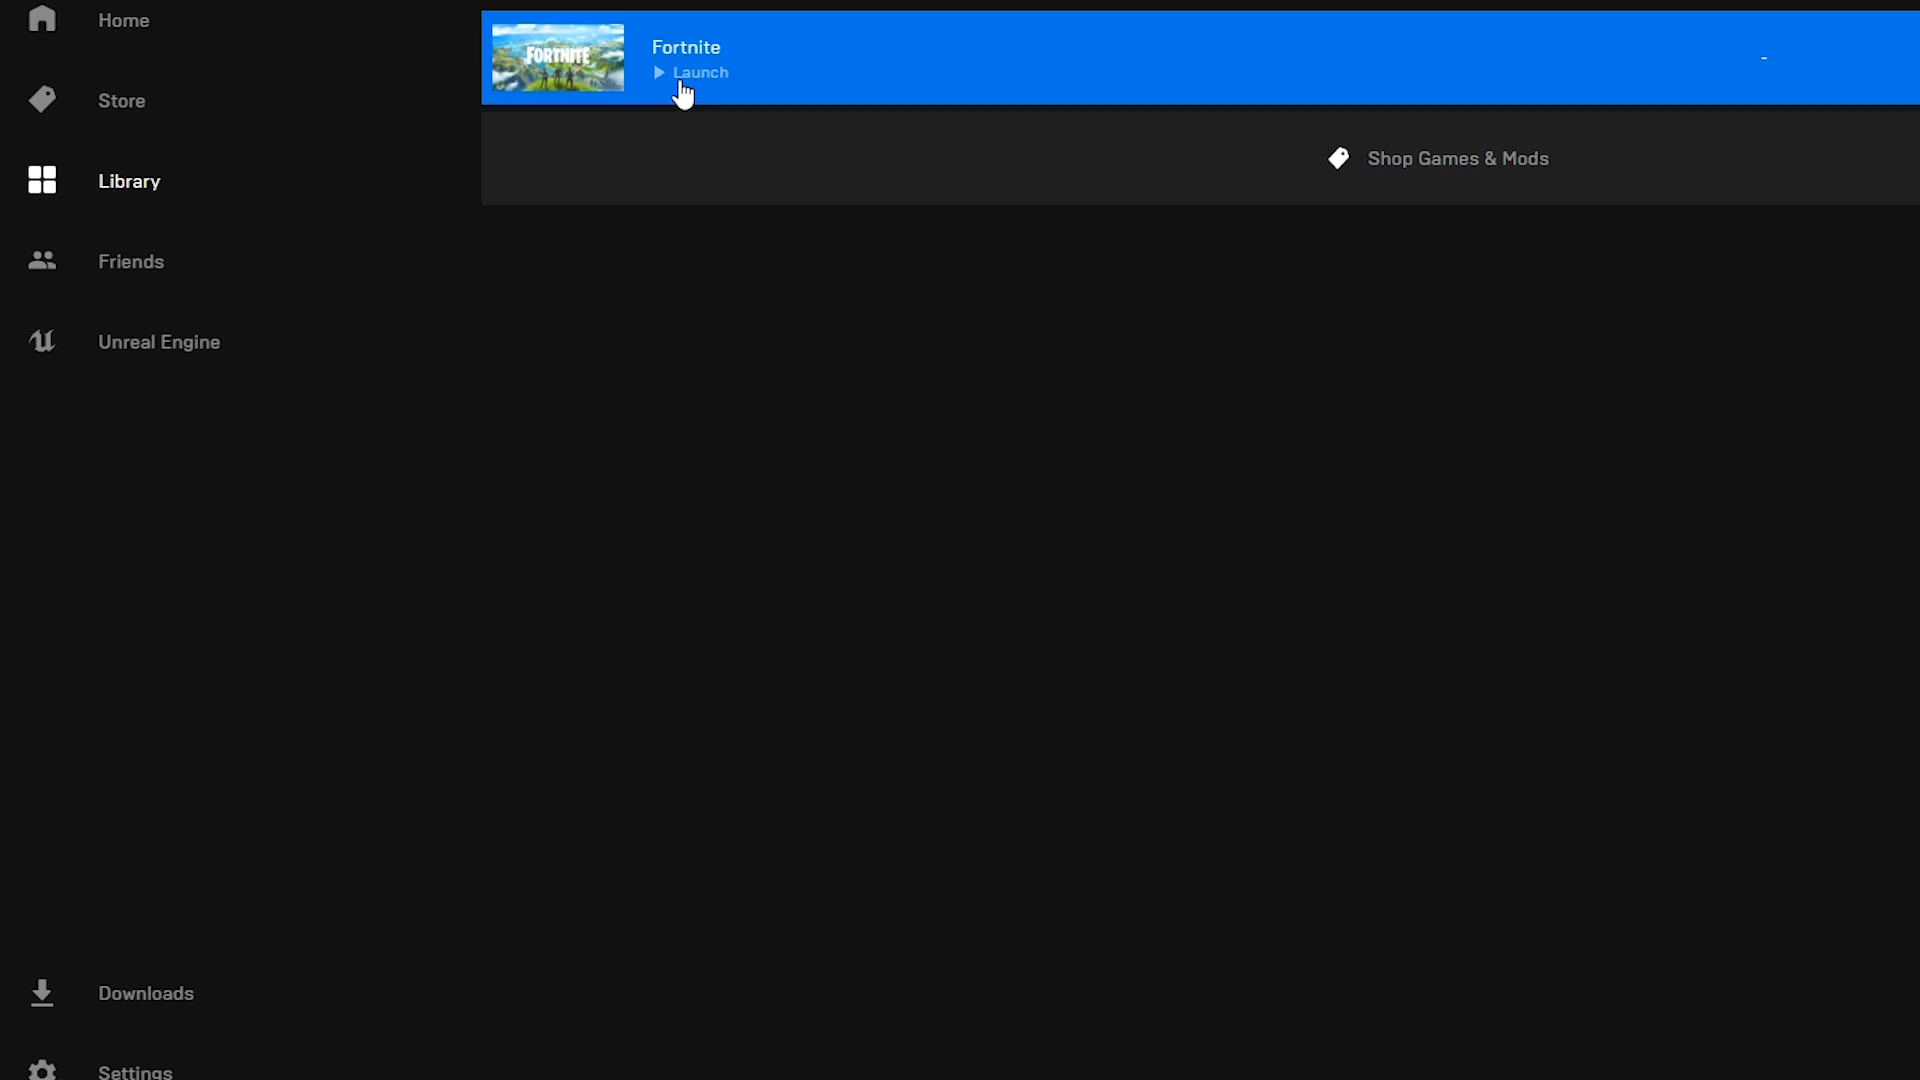 Home
Store
Library
Friends
Unreal Engine
Downloads
Settings
FORTNITE
Fortnite
Launch
-
Shop Games & Mods